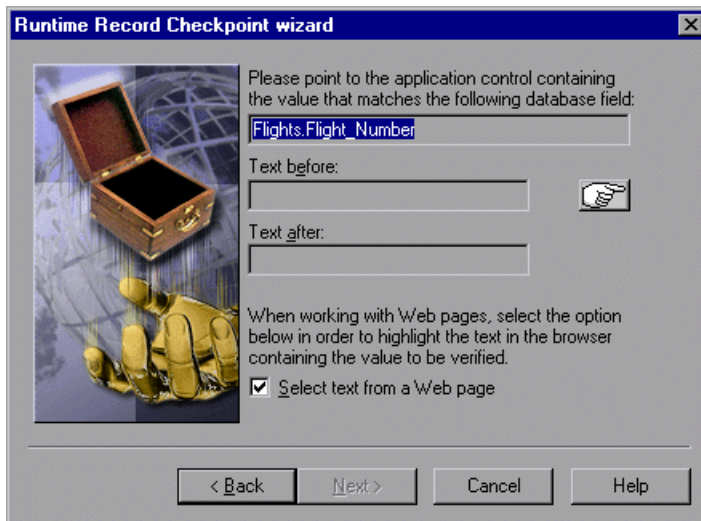 Runtime Record Checkpoint wizard
Please point to the application control containing
the value that matches the following database field:
Flights.Flight_Number
Text before:
Text after:
When working with Web pages, select the option
below in order to highlight the text in the browser
containing the value to be verified.
Select text from a Web page
< Back
Next >
Cancel
Help